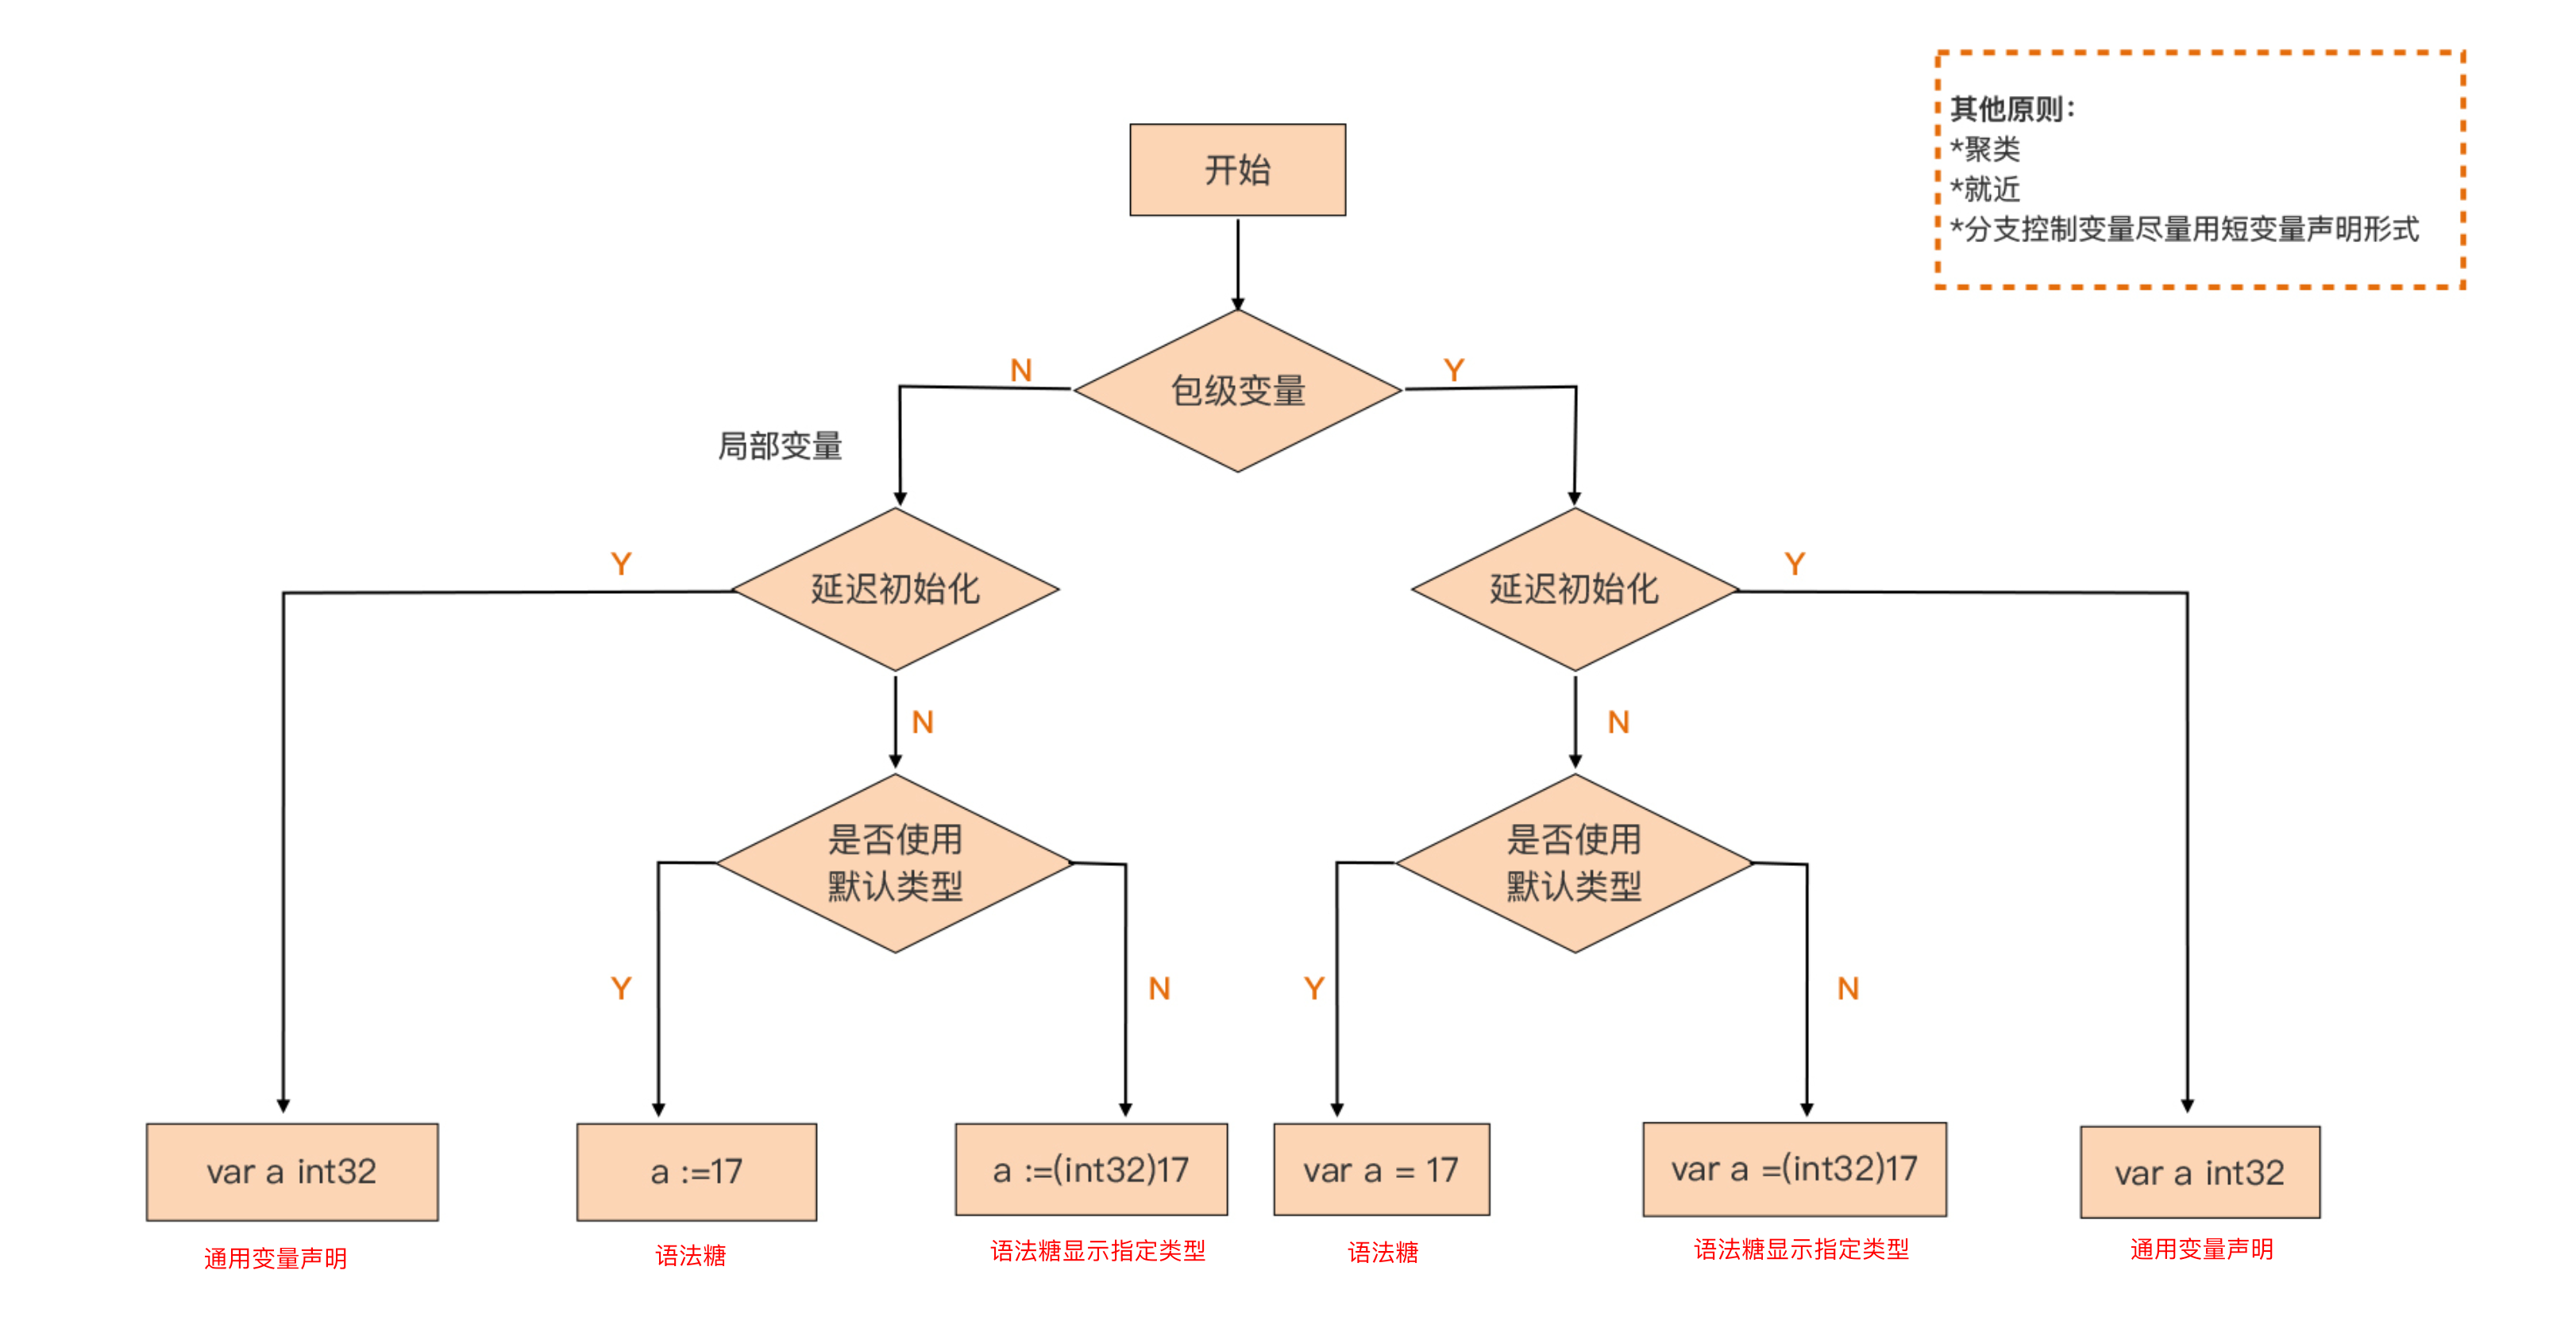 其他原则：
*聚类
*就近
*分支控制变量尽量用短变量声明形式
开始
N
包级变量
Y
局部变量
Y
延迟初始化
延迟初始化
Y
N
N
是否使用
默认类型
是否使用
默认类型
Y
N
Y
N
var a int32
a :=17
a :=(int32)17
var a = 17
var a =(int32)17
var a int32
通用变量声明
语法糖
语法糖显示指定类型
语法糖
语法糖显示指定类型
通用变量声明